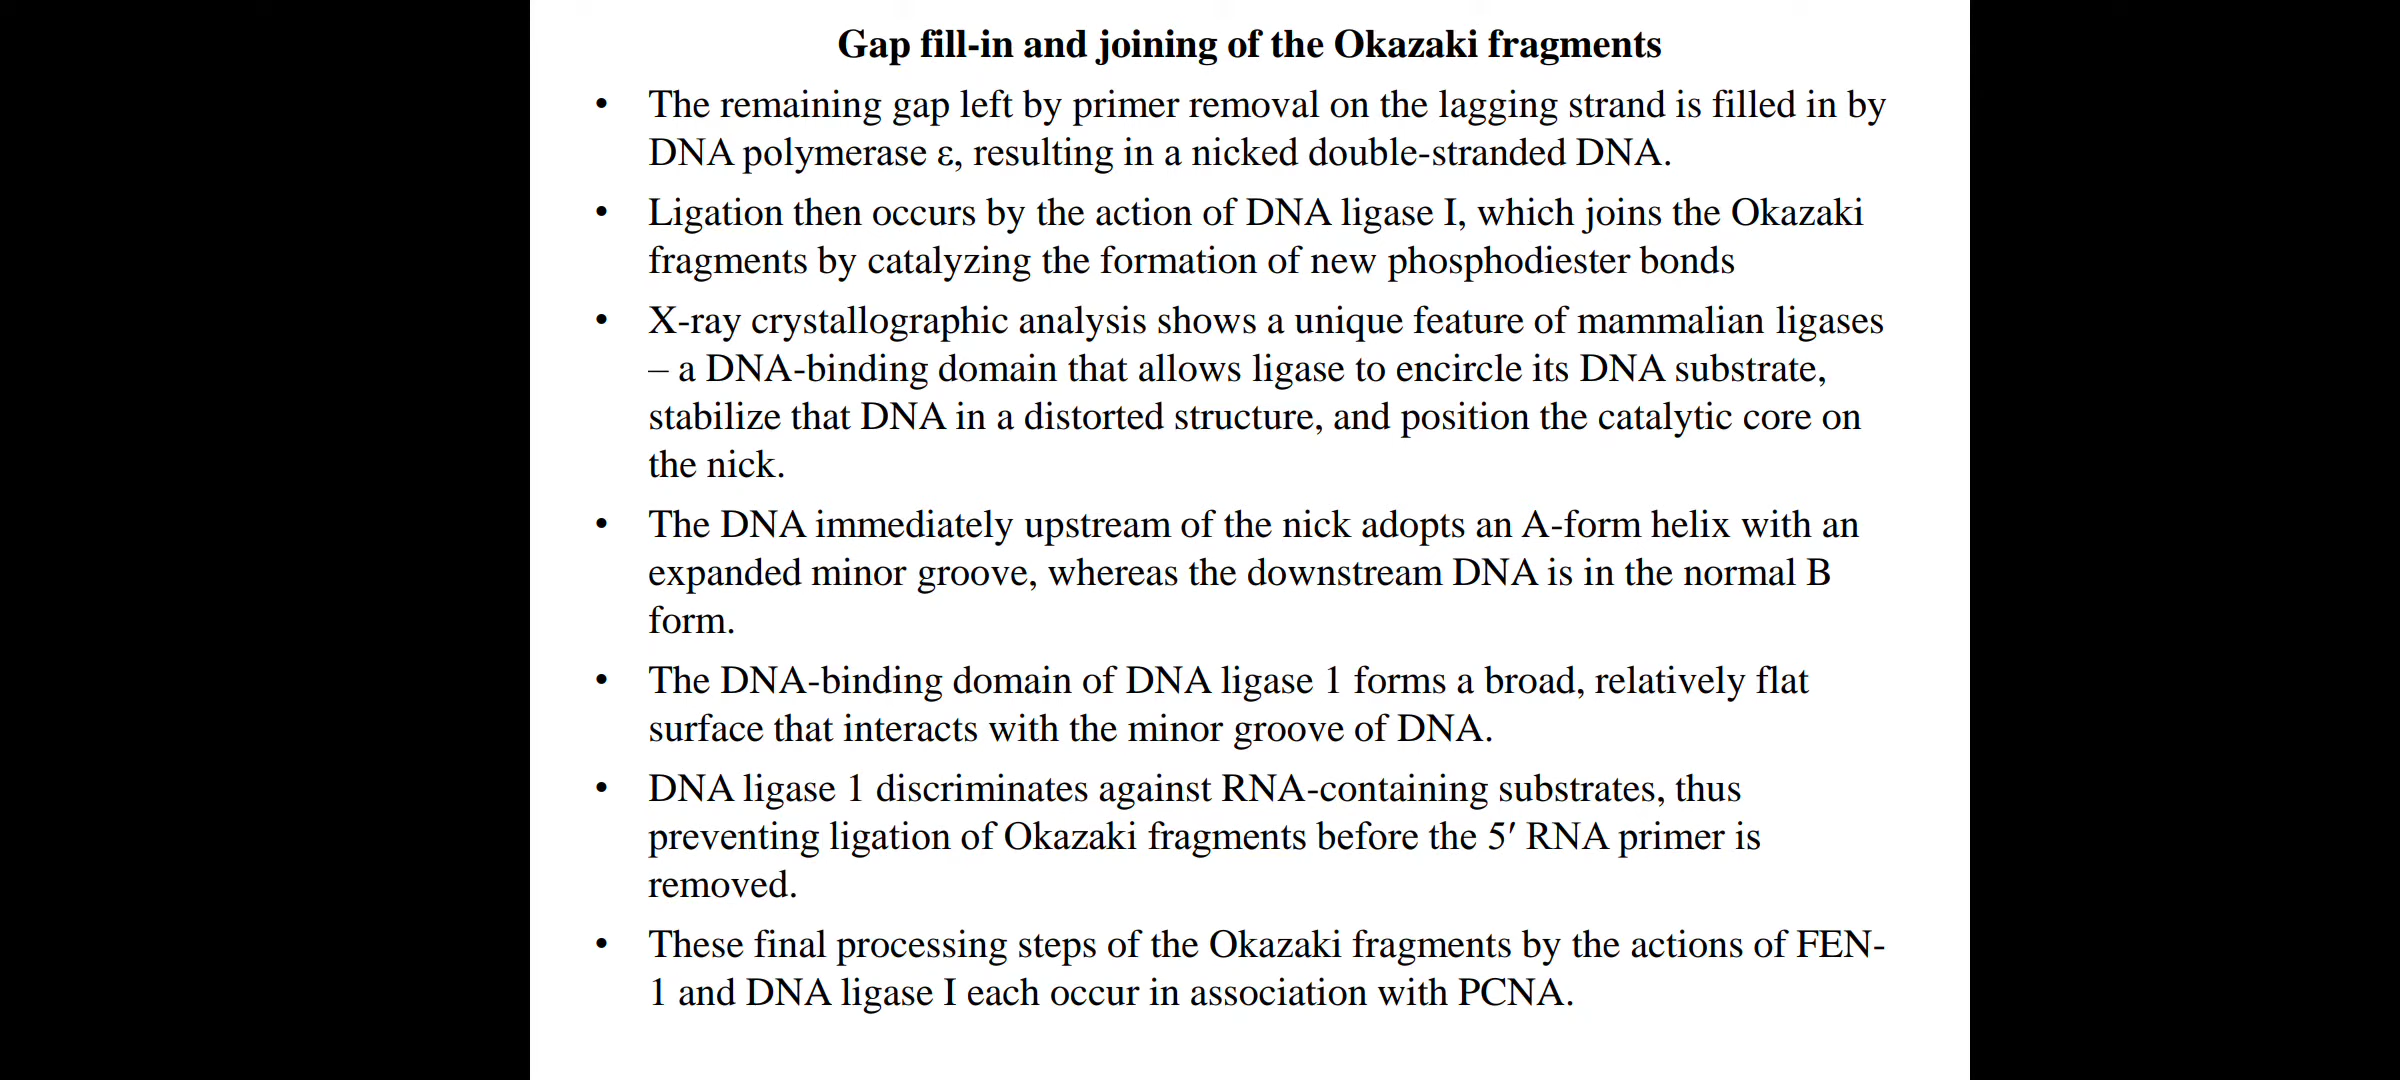 Gap fill-in and joining of the Okazaki fragments
• The remaining gap left by primer removal on the lagging strand is filled in by
DNA polymerase ε, resulting in a nicked double-stranded DNA.
• Ligation then occurs by the action of DNA ligase I, which joins the Okazaki
fragments by catalyzing the formation of new phosphodiester bonds
• X-ray crystallographic analysis shows a unique feature of mammalian ligases
– a DNA-binding domain that allows ligase to encircle its DNA substrate,
stabilize that DNA in a distorted structure, and position the catalytic core on
the nick.
• The DNA immediately upstream of the nick adopts an A-form helix with an
expanded minor groove, whereas the downstream DNA is in the normal B
form.
• The DNA-binding domain of DNA ligase 1 forms a broad, relatively flat
surface that interacts with the minor groove of DNA.
• DNA ligase 1 discriminates against RNA-containing substrates, thus
preventing ligation of Okazaki fragments before the 5′ RNA primer is
removed.
• These final processing steps of the Okazaki fragments by the actions of FEN-
1 and DNA ligase I each occur in association with PCNA.